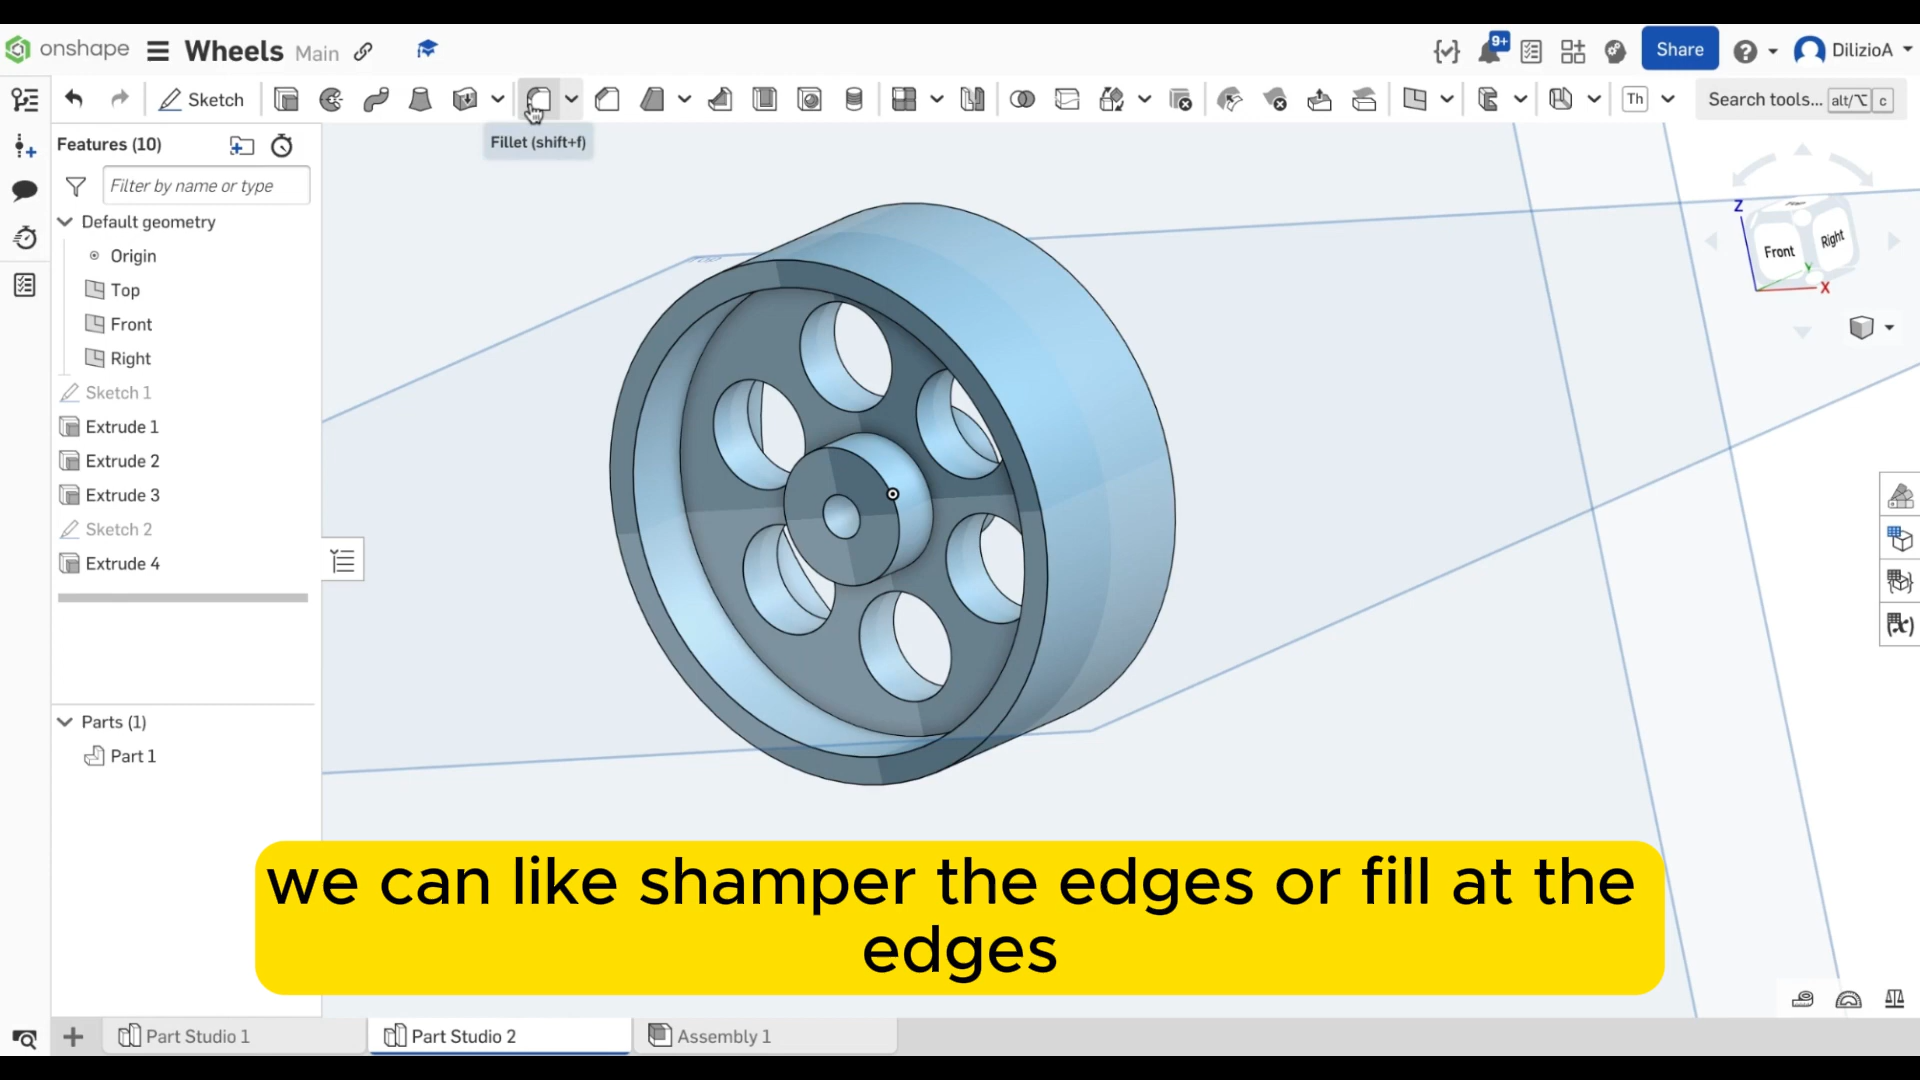 onshape Wheels Main 9+ Share DilizioA
Sketch Th Search tools... alt/⌥ c
Features (10) Fillet (shift+f)
Filter by name or type
Default geometry
Origin
Top
Front
Right
Sketch 1
Extrude 1
Extrude 2
Extrude 3
Sketch 2
Extrude 4
Parts (1)
Part 1
Z
Front Right
Y
X
(x)
we can like shamper the edges or fill at the
edges
Part Studio 1 Part Studio 2 Assembly 1